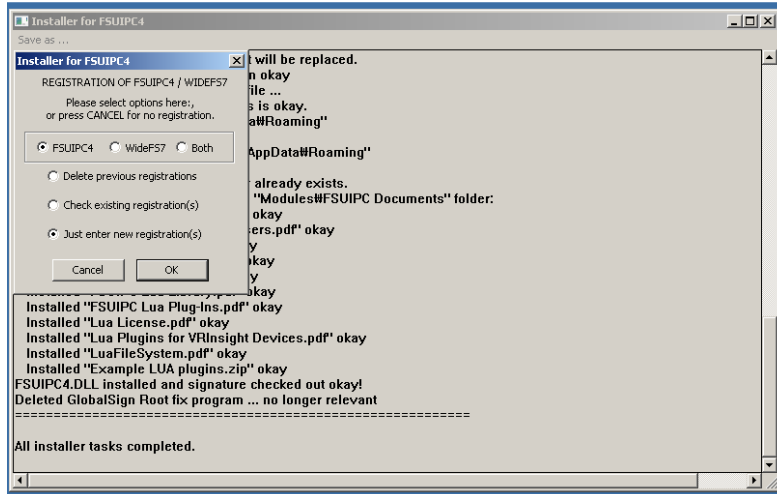 Installer for FSUIPC4
Save as ...
Installer for FSUIPC4
REGISTRATION OF FSUIPC4 / WIDEFS7
Please select options here:,
or press CANCEL for no registration.
FSUIPC4 WideFS7 Both
Delete previous registrations
Check existing registration(s)
Just enter new registration(s)
Cancel OK
t will be replaced.
n okay
file ...
s is okay.
a₩Roaming"
AppData₩Roaming"
already exists.
"Modules₩FSUIPC Documents" folder:
okay
sers.pdf" okay
y
okay
y
okay
Installed "FSUIPC Lua Plug-Ins.pdf" okay
Installed "Lua License.pdf" okay
Installed "Lua Plugins for VRInsight Devices.pdf" okay
Installed "LuaFileSystem.pdf" okay
Installed "Example LUA plugins.zip" okay
FSUIPC4.DLL installed and signature checked out okay!
Deleted GlobalSign Root fix program ... no longer relevant
===========================================================
All installer tasks completed.